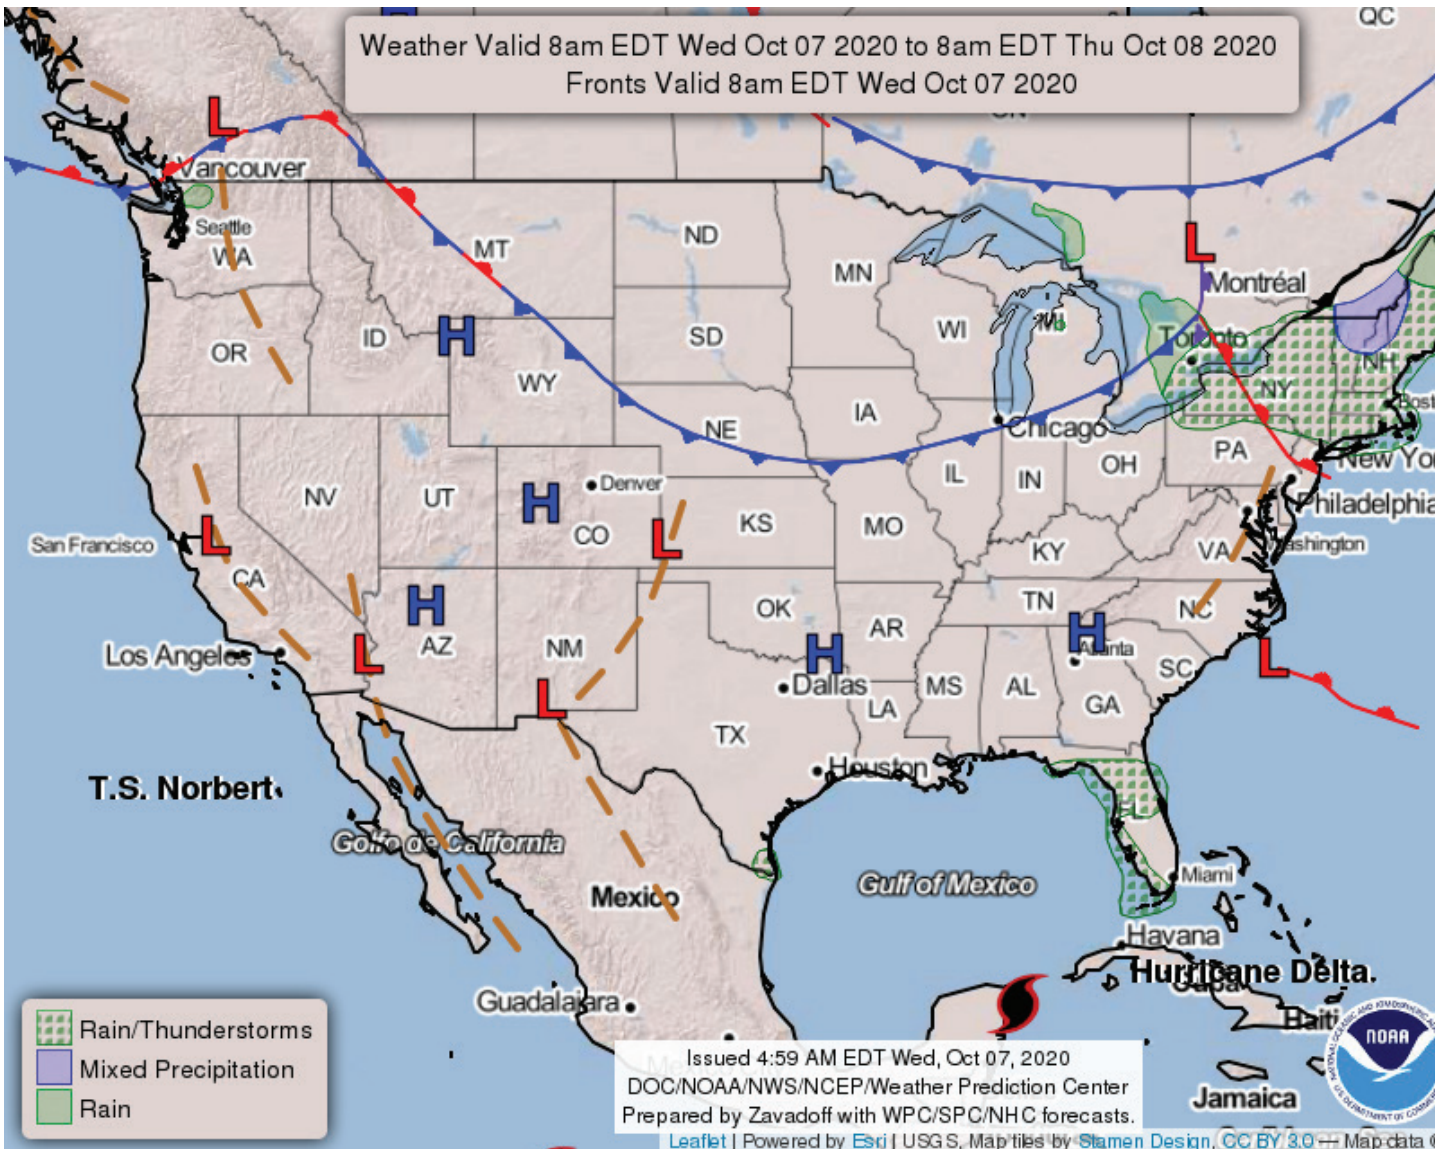 QC
Weather Valid 8am EDT Wed Oct 07 2020 to 8am EDT Thu Oct 08 2020
Fronts Valid 8am EDT Wed Oct 07 2020
L
Vancouver
Seattle
WA
MT
ND
MN
L
Montréal
OR
ID
H
WY
SD
WI
MI
Toronto
NY
NH
NE
IA
Chicago
NV
UT
H
Denver
CO
L
KS
MO
IL
IN
OH
PA
New Yo
Philadelphia
San Francisco
L
CA
KY
VA
ashington
Los Angeles
L
H
AZ
NM
L
OK
AR
TN
NC
H
Dallas
H
Atlanta
SC
L
TX
LA
MS
AL
GA
Houston
T.S. Norbert
Golfo de California
FL
Mexico
Gulf of Mexico
Miami
Havana
Hurricane Delta.
Cuba
Haiti
Guadalajara
Mexico City
Jamaica
NOAA
Rain/Thunderstorms
Mixed Precipitation
Rain
Issued 4:59 AM EDT Wed, Oct 07, 2020
DOC/NOAA/NWS/NCEP/Weather Prediction Center
Prepared by Zavadoff with WPC/SPC/NHC forecasts.
Leaflet | Powered by Esri | USGS, Map tiles by Stamen Design, CC BY 3.0 — Map data ©